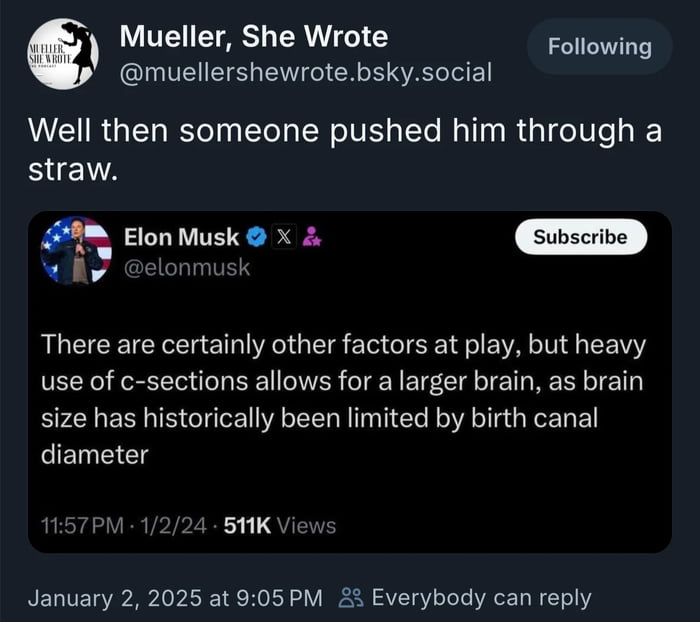 MUELLER,
SHE WROTE
Mueller, She Wrote
@muellershewrote.bsky.social
Following
Well then someone pushed him through a
straw.
Elon Musk
@elonmusk
Subscribe
There are certainly other factors at play, but heavy
use of c-sections allows for a larger brain, as brain
size has historically been limited by birth canal
diameter
11:57 PM · 1/2/24 · 511K Views
January 2, 2025 at 9:05 PM
Everybody can reply